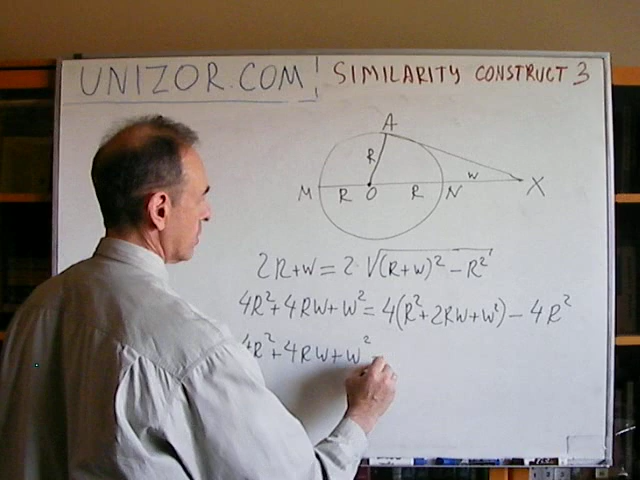 UNIZOR.COM SIMILARITY CONSTRUCT 3
A
R
M R O R N w X
2R+w = 2·√(R+w)² − R²
4R²+4Rw+w² = 4(R²+2Rw+w²) − 4R²
4R²+4Rw+w²